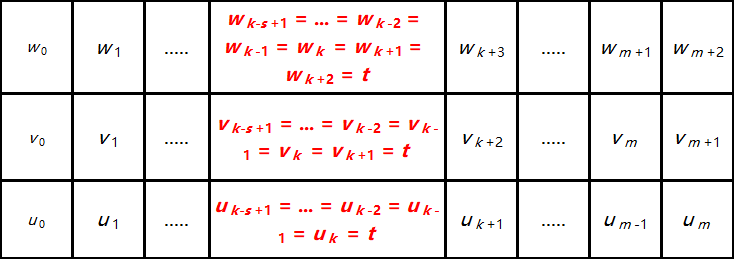 w0 w1 ..... wk-s+1 = ... = wk-2 = wk-1 = wk = wk+1 = wk+2 = t wk+3 ..... wm+1 wm+2
v0 v1 ..... vk-s+1 = ... = vk-2 = vk-1 = vk = vk+1 = t vk+2 ..... vm vm+1
u0 u1 ..... uk-s+1 = ... = uk-2 = uk-1 = uk = t uk+1 ..... um-1 um